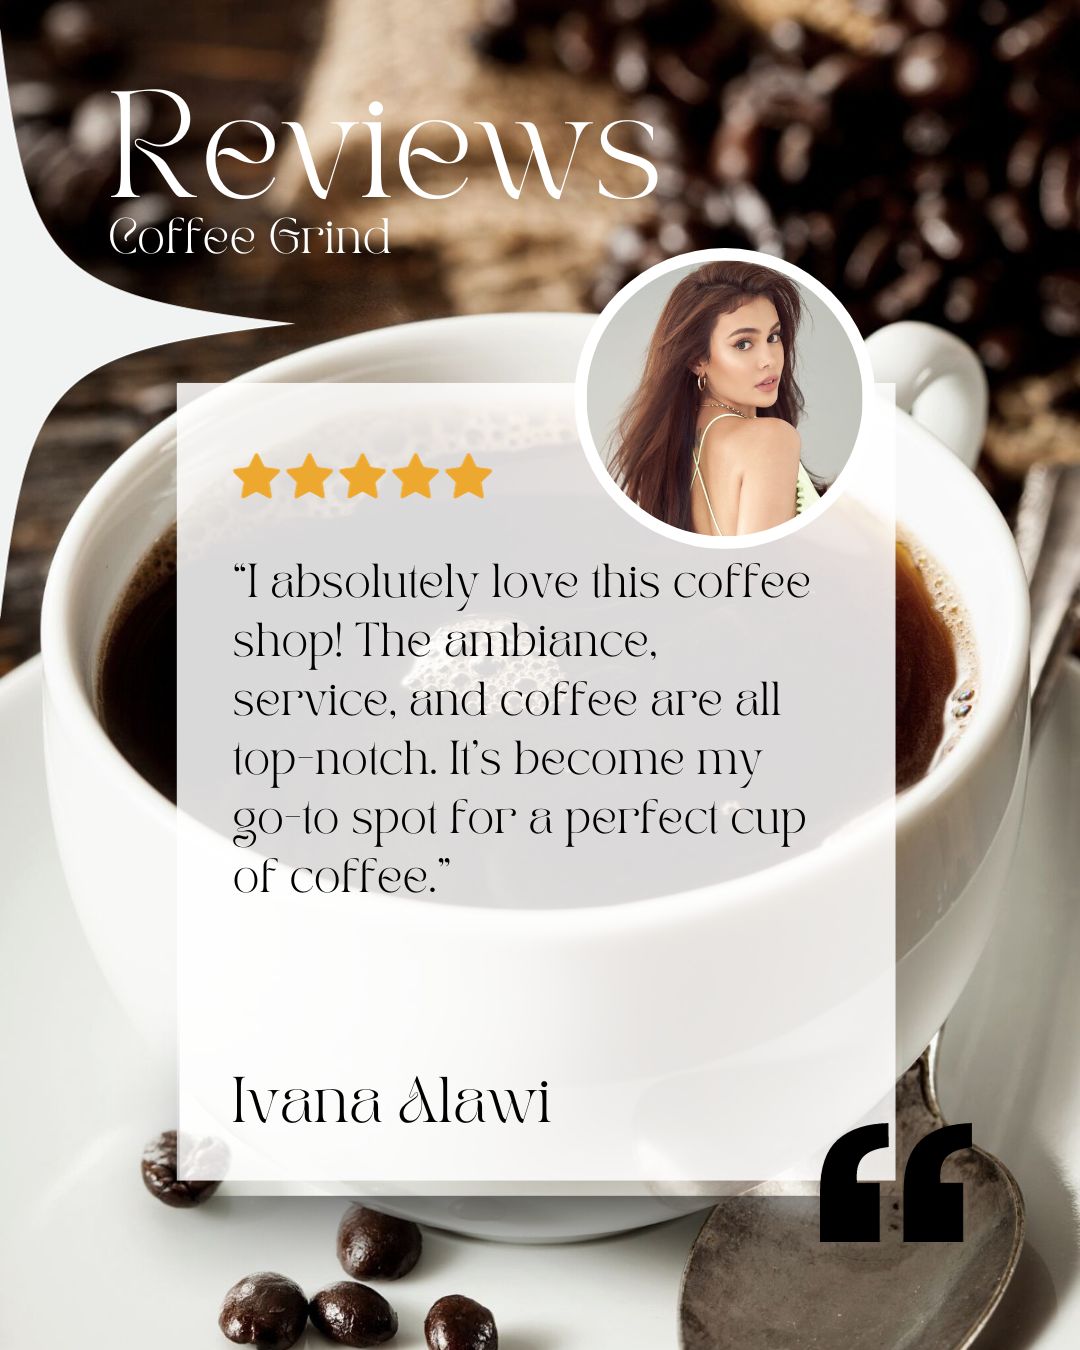 Reviews
Coffee Grind
“I absolutely love this coffee
shop! The ambiance,
service, and coffee are all
top-notch. It’s become my
go-to spot for a perfect cup
of coffee.”
Ivana Alawi
“